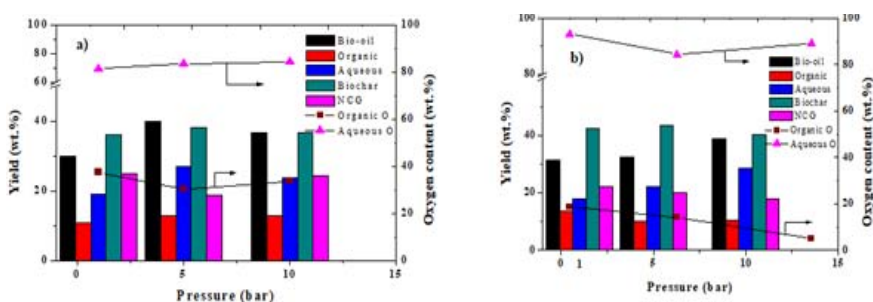 a)
100
80
60
40
20
0
Yield (wt.%)
0
5
10
15
Pressure (bar)
100
80
60
40
20
0
Oxygen content (wt.%)
Bio-oil
Organic
Aqueous
Biochar
NCG
Organic O
Aqueous O
b)
100
80
40
20
0
Yield (wt.%)
0
1
5
10
15
Pressure (bar)
100
80
60
40
20
0
Oxygen content (wt.%)
Bio-oil
Organic
Aqueous
Biochar
NCG
Organic O
Aqueous O